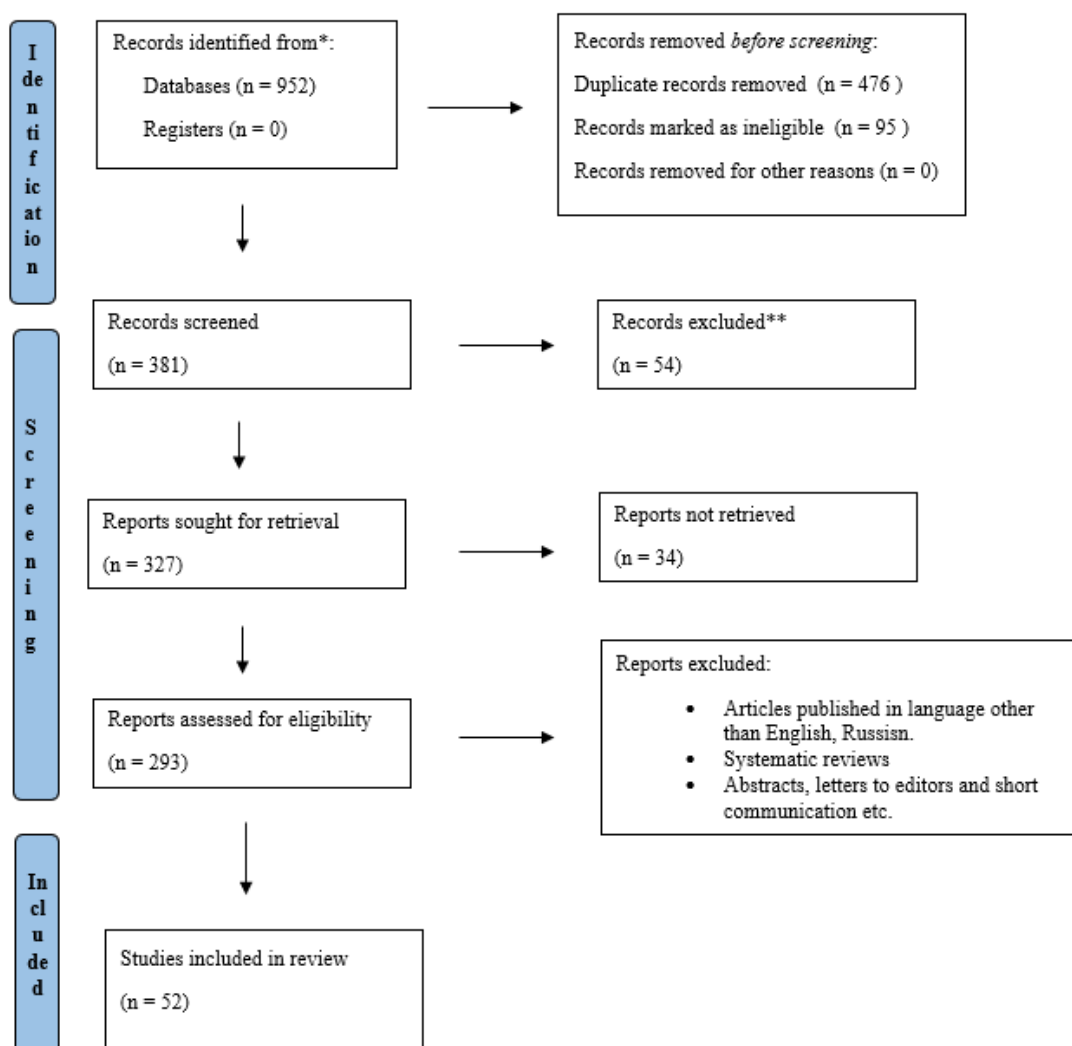 I
de
n
ti
f
ic
at
io
n
Records identified from*:
Databases (n = 952)
Registers (n = 0)
Records removed before screening:
Duplicate records removed  (n = 476 )
Records marked as ineligible  (n = 95 )
Records removed for other reasons (n = 0)
S
c
r
e
e
n
i
n
g
Records screened
(n = 381)
Records excluded**
(n = 54)
Reports sought for retrieval
(n = 327)
Reports not retrieved
(n = 34)
Reports assessed for eligibility
(n = 293)
Reports excluded:
• Articles published in language other
than English, Russisn.
• Systematic reviews
• Abstracts, letters to editors and short
communication etc.
In
cl
u
de
d
Studies included in review
(n = 52)